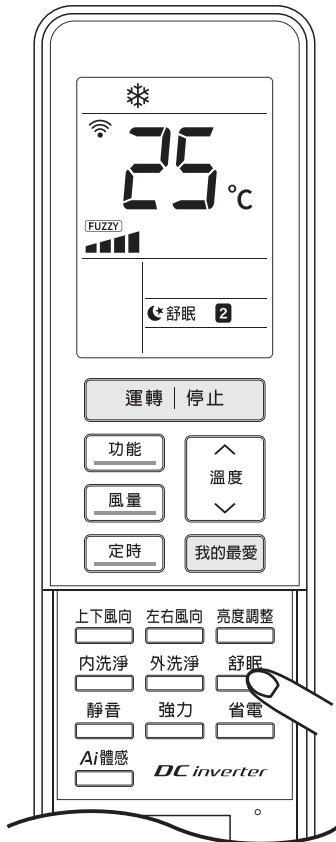 25
°C
FUZZY
舒眠 2
運轉 停止
功能
溫度
風量
定時 我的最愛
上下風向 左右風向 亮度調整
內洗淨 外洗淨 舒眠
靜音 強力 省電
Ai體感
DC inverter